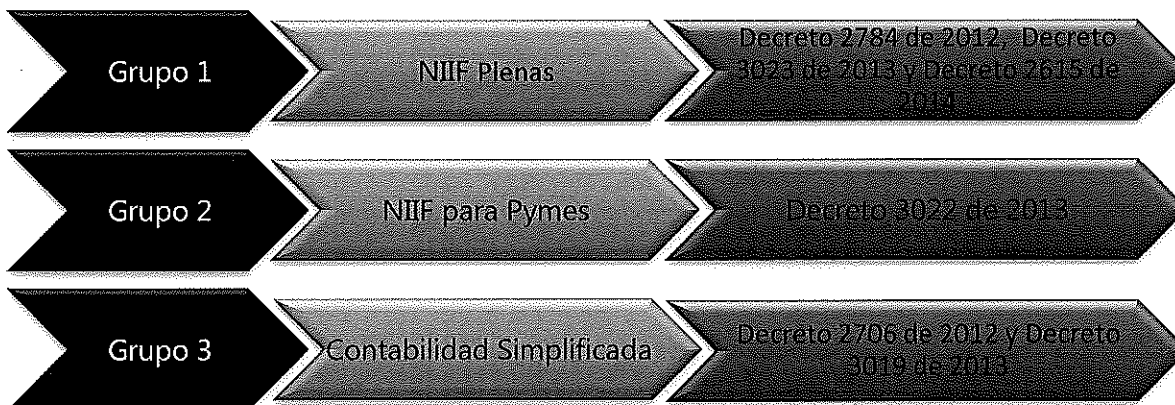 Grupo 1
NIIF Plenas
Decreto 2784 de 2012, Decreto
3023 de 2013 y Decreto 2615 de
2014
Grupo 2
NIIF para Pymes
Decreto 3022 de 2013
Grupo 3
Contabilidad Simplificada
Decreto 2706 de 2012 y Decreto
3019 de 2013